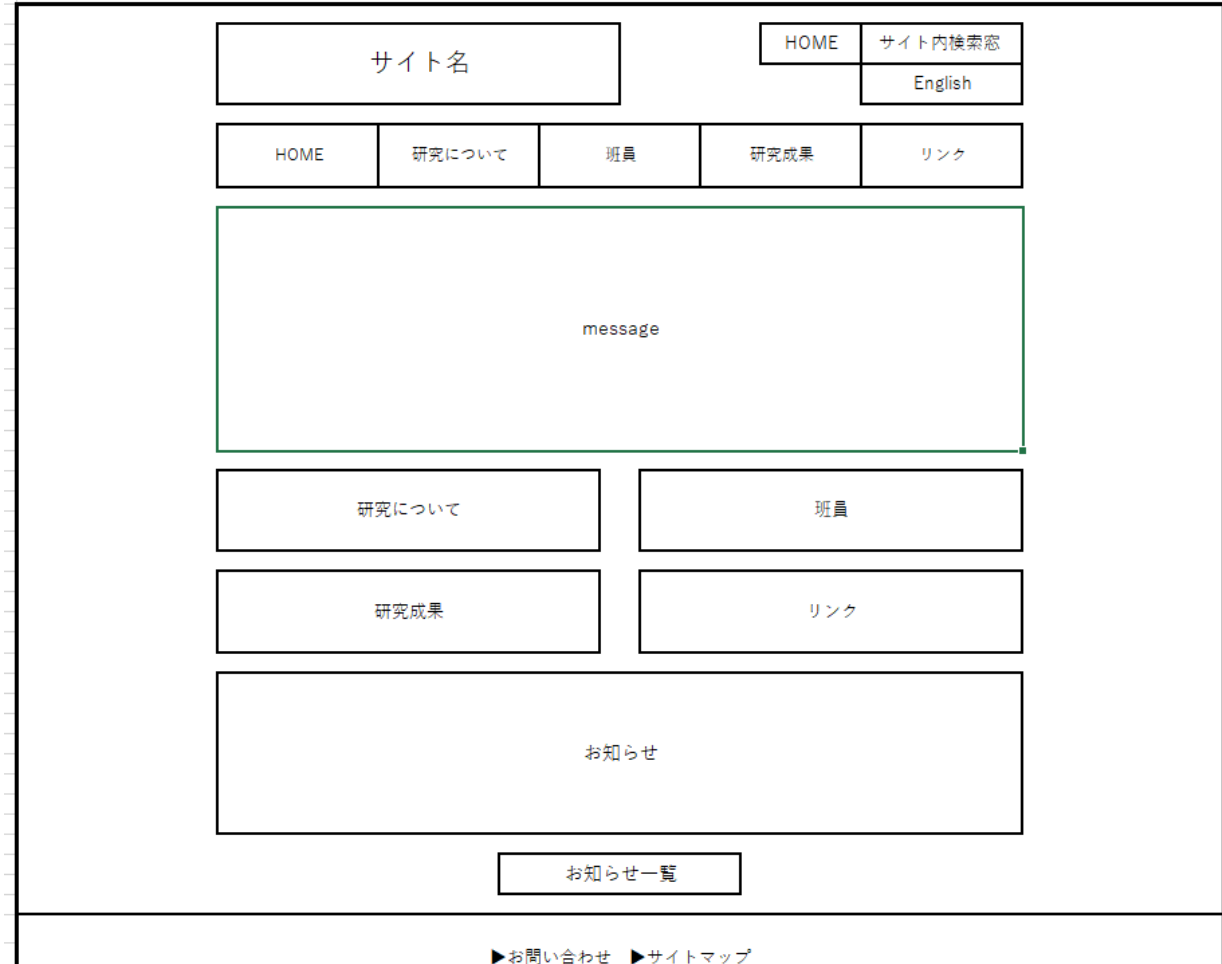 サイト名
HOME
サイト内検索窓
English
HOME
研究について
班員
研究成果
リンク
message
研究について
班員
研究成果
リンク
お知らせ
お知らせ一覧
▶お問い合わせ ▶サイトマップ